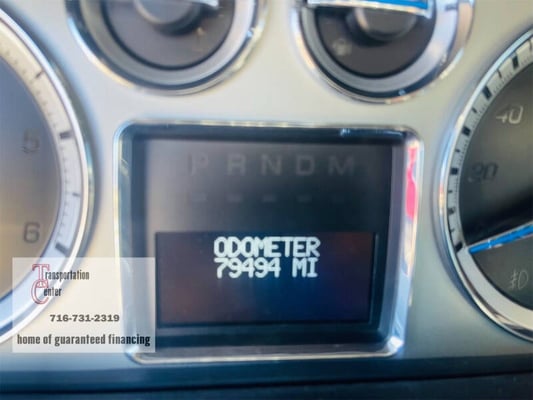 P R N D M
5
6
40
20
ODOMETER
79494 MI
Transportation
Center
716-731-2319
home of guaranteed financing